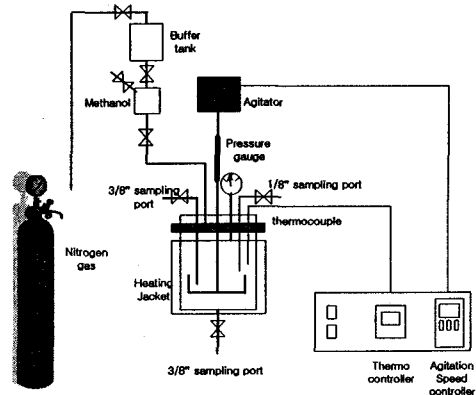 Buffer
tank
Methanol
Agitator
Pressure
gauge
3/8" sampling
port
1/8" sampling port
thermocouple
Nitrogen
gas
Heating
Jacket
3/8" sampling port
Thermo
controller
Agitation
Speed
controller